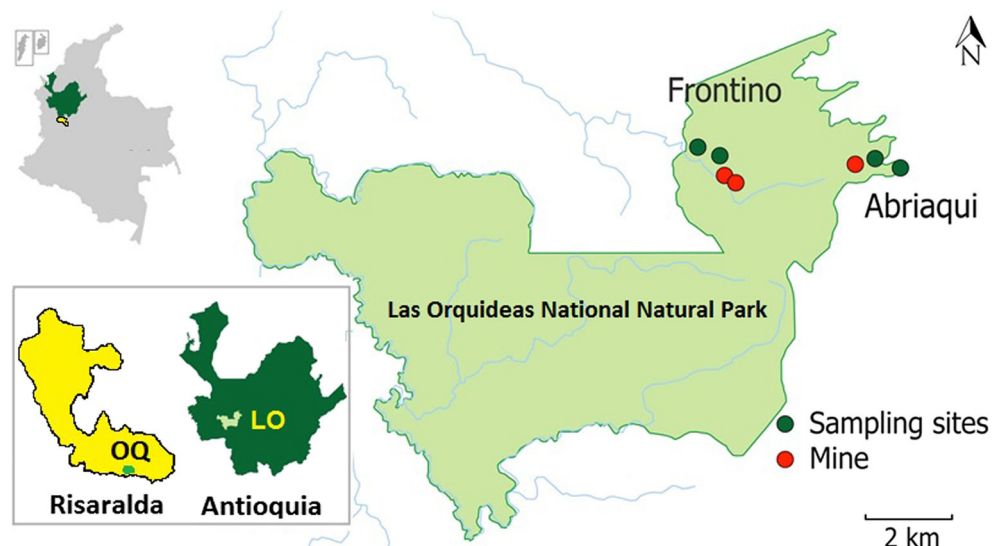 N
Frontino
Abriaqui
Las Orquideas National Natural Park
OQ
LO
Risaralda
Antioquia
Sampling sites
Mine
2 km